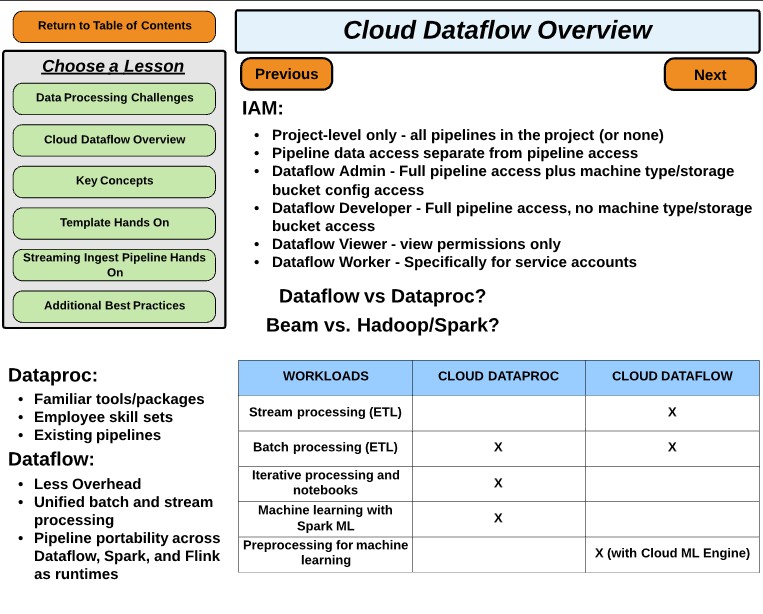 Return to Table of Contents
Choose a Lesson
Data Processing Challenges
Cloud Dataflow Overview
Key Concepts
Template Hands On
Streaming Ingest Pipeline Hands
On
Additional Best Practices
Cloud Dataflow Overview
Previous
Next
IAM:
• Project-level only - all pipelines in the project (or none)
• Pipeline data access separate from pipeline access
• Dataflow Admin - Full pipeline access plus machine type/storage
bucket config access
• Dataflow Developer - Full pipeline access, no machine type/storage
bucket access
• Dataflow Viewer - view permissions only
• Dataflow Worker - Specifically for service accounts
Dataflow vs Dataproc?
Beam vs. Hadoop/Spark?
Dataproc:
• Familiar tools/packages
• Employee skill sets
• Existing pipelines
Dataflow:
• Less Overhead
• Unified batch and stream
processing
• Pipeline portability across
Dataflow, Spark, and Flink
as runtimes
WORKLOADS CLOUD DATAPROC CLOUD DATAFLOW
Stream processing (ETL) X
Batch processing (ETL) X X
Iterative processing and
notebooks X
Machine learning with
Spark ML X
Preprocessing for machine
learning X (with Cloud ML Engine)